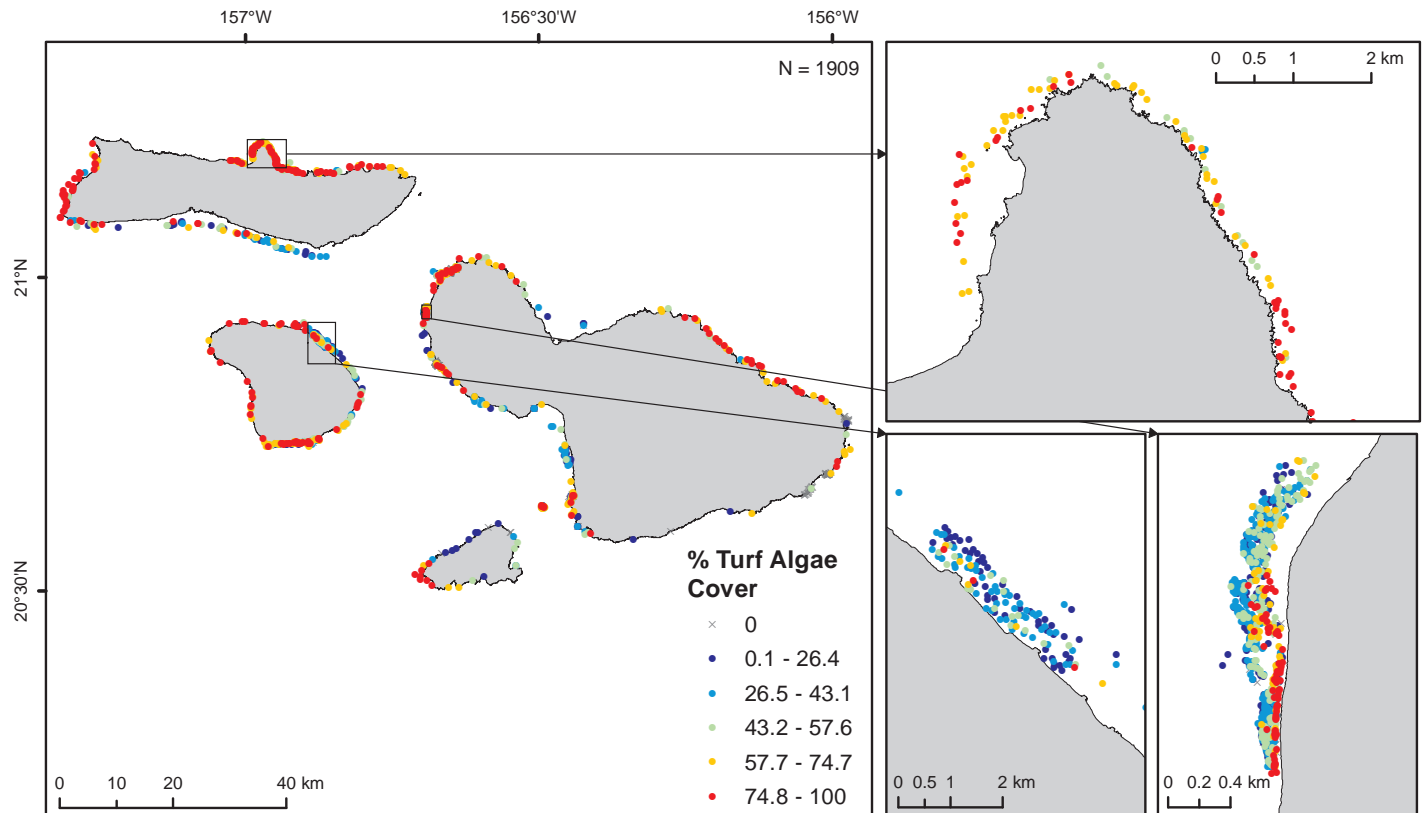 157°W 156°30'W 156°W
N = 1909
21°N
20°30'N
% Turf Algae
Cover
0
0.1 - 26.4
26.5 - 43.1
43.2 - 57.6
57.7 - 74.7
74.8 - 100
0 10 20 40 km
0 0.5 1 2 km
0 0.5 1 2 km
0 0.2 0.4 km